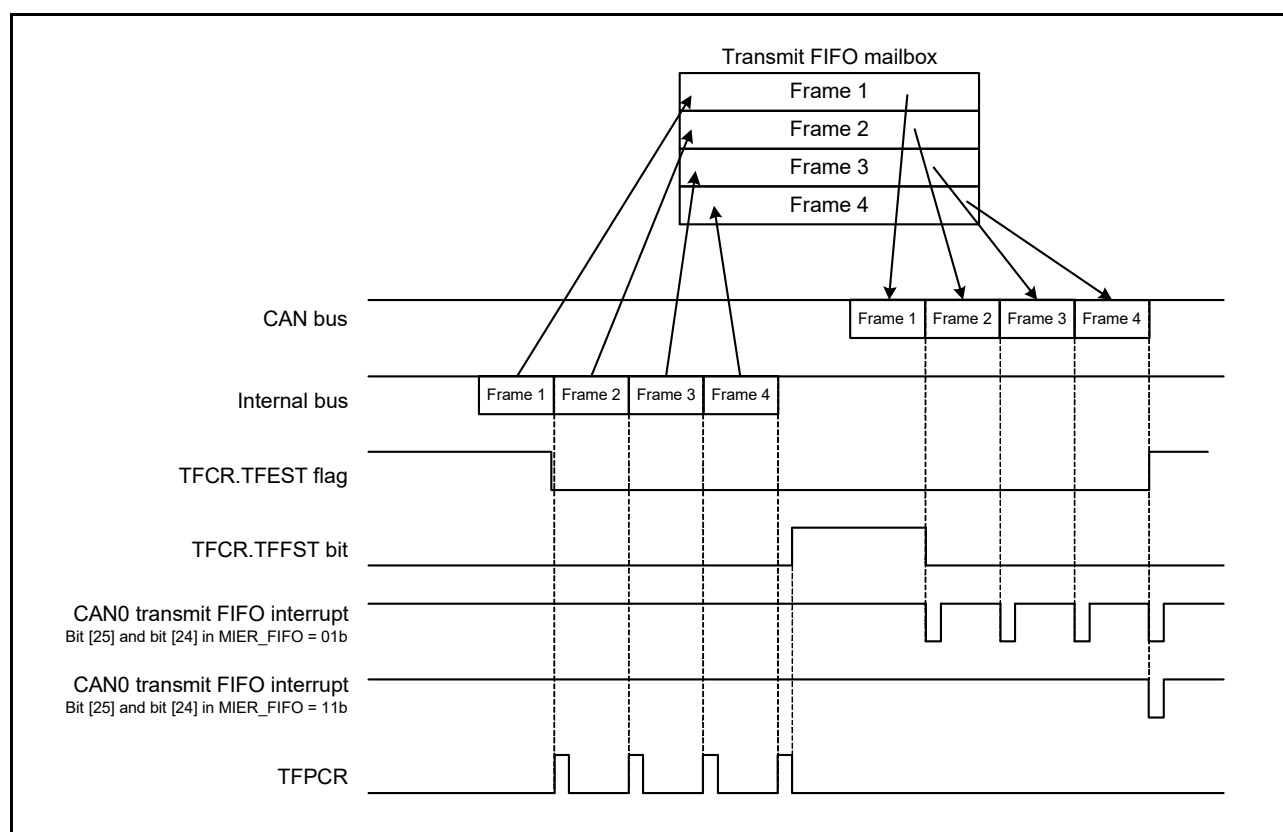 Transmit FIFO mailbox
Frame 1
Frame 2
Frame 3
Frame 4
CAN bus
Frame 1 Frame 2 Frame 3 Frame 4
Internal bus
Frame 1 Frame 2 Frame 3 Frame 4
TFCR.TFEST flag
TFCR.TFFST bit
CAN0 transmit FIFO interrupt
Bit [25] and bit [24] in MIER_FIFO = 01b
CAN0 transmit FIFO interrupt
Bit [25] and bit [24] in MIER_FIFO = 11b
TFPCR